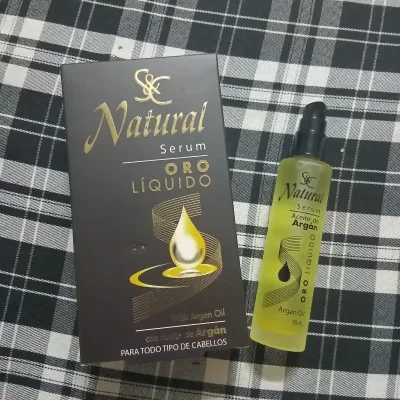 S&C
Natural
Serum
ORO
LÍQUIDO
With Argan Oil
con Aceite de Argán
PARA TODO TIPO DE CABELLOS
S&C
Natural
Serum
Aceite de
Argán
ORO LÍQUIDO
Argan Oil